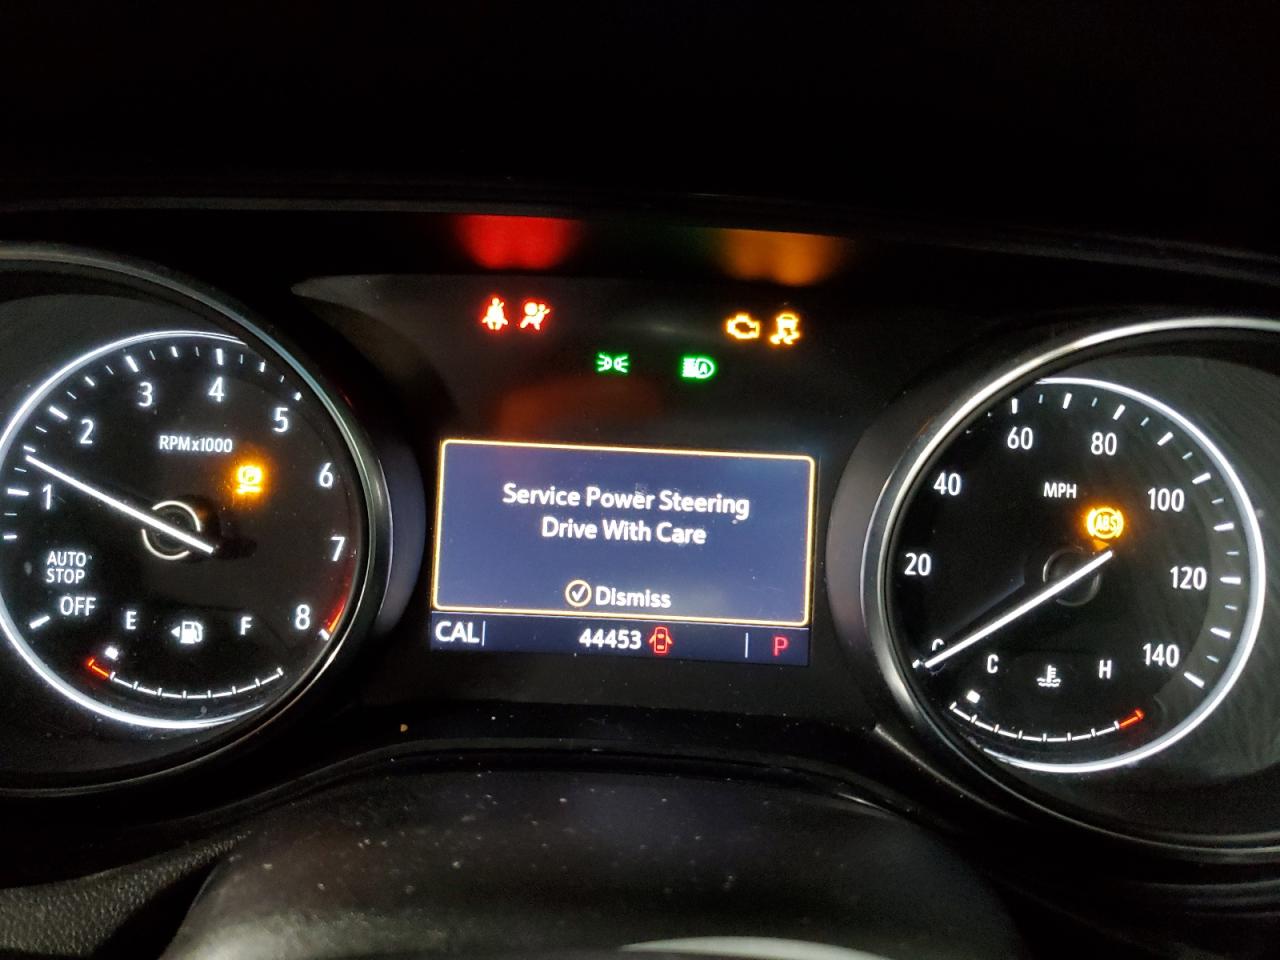 1
2
3
4
5
6
7
8
RPMx1000
P
AUTO
STOP
OFF
E
F
A
Service Power Steering
Drive With Care
Dismiss
CAL
44453
P
20
40
60
80
100
120
140
MPH
ABS
C
H